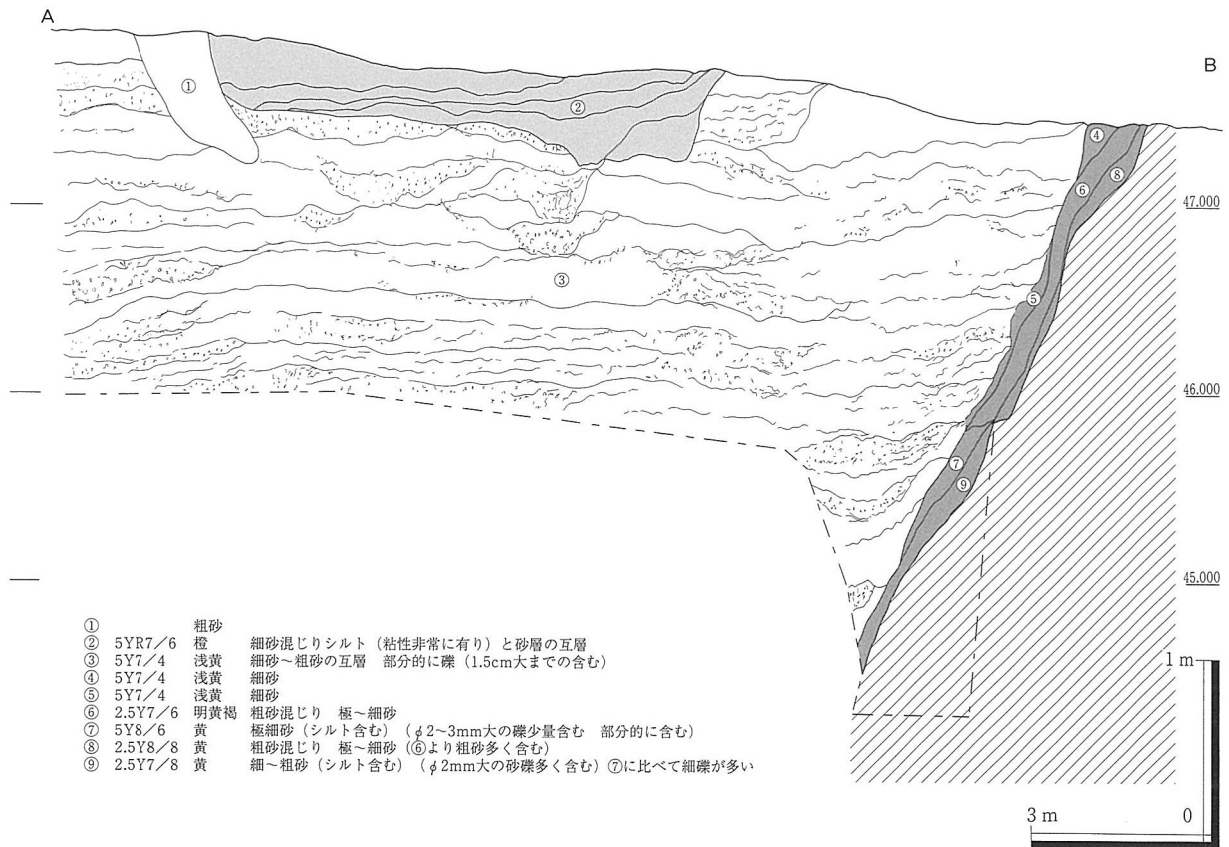 A
B
①
②
③
④
⑧
⑥
⑤
⑦
⑨
47.000
46.000
45.000
① 粗砂
② 5YR7／6 橙 細砂混じりシルト（粘性非常に有り）と砂層の互層
③ 5Y7／4 浅黄 細砂～粗砂の互層 部分的に礫（1.5cm大までの含む）
④ 5Y7／4 浅黄 細砂
⑤ 5Y7／4 浅黄 細砂
⑥ 2.5Y7／6 明黄褐 粗砂混じり 極～細砂
⑦ 5Y8／6 黄 極細砂（シルト含む）（φ2～3mm大の礫少量含む 部分的に含む）
⑧ 2.5Y8／8 黄 粗砂混じり 極～細砂（⑥より粗砂多く含む）
⑨ 2.5Y7／8 黄 細～粗砂（シルト含む）（φ2mm大の砂礫多く含む）⑦に比べて細礫が多い
1 m
3 m 0